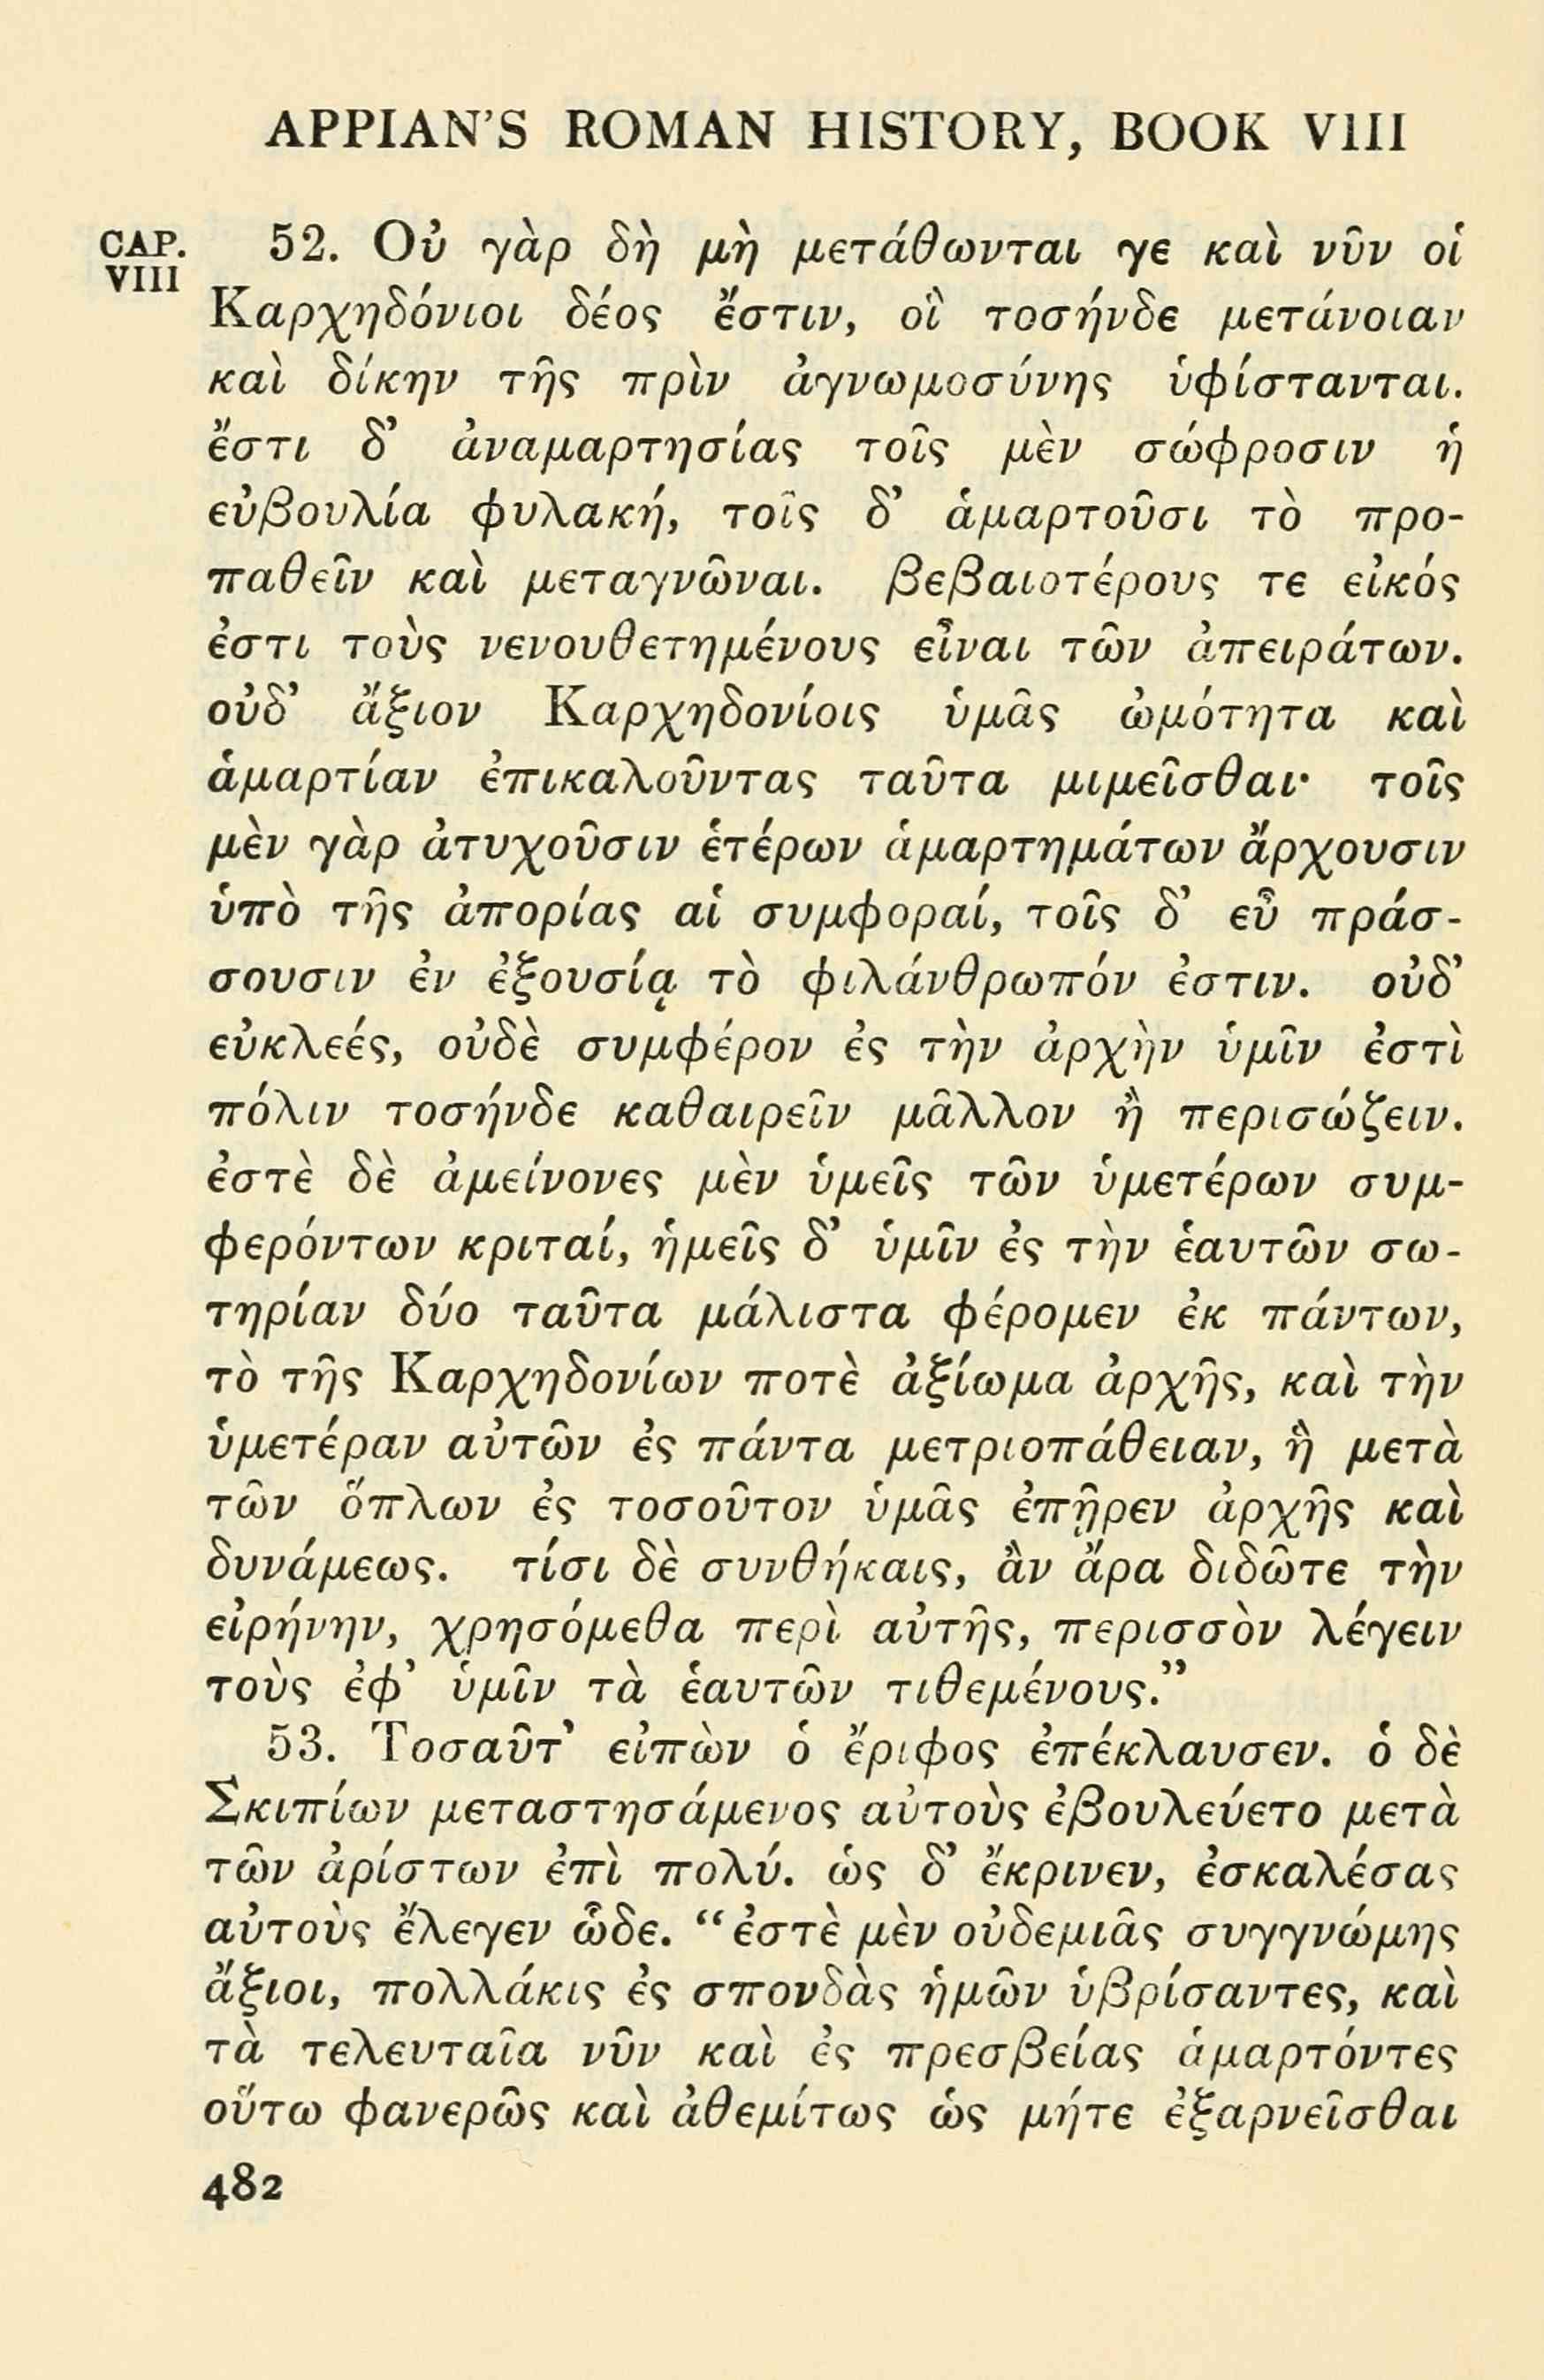 APPIAN'S ROMAN HISTORY, BOOK VIII
CAP. VIII
52. Οὐ γὰρ δὴ μὴ μετάθωνταί γε καὶ νῦν οἱ
Καρχηδόνιοι δέος ἔστιν, οἳ τοσήνδε μετάνοιαν
καὶ δίκην τῆς πρὶν ἀγνωμοσύνης ὑφίστανται.
ἔστι δ' ἀναμαρτησίας τοῖς μὲν σώφροσιν ἡ
εὐβουλία φυλακή, τοῖς δ' ἁμαρτοῦσι τὸ προ-
παθεῖν καὶ μεταγνῶναι. βεβαιοτέρους τε εἰκός
ἐστι τοὺς νενουθετημένους εἶναι τῶν ἀπειράτων.
οὐδ' ἄξιον Καρχηδονίοις ὑμᾶς ὠμότητα καὶ
ἁμαρτίαν ἐπικαλοῦντας ταῦτα μιμεῖσθαι· τοῖς
μὲν γὰρ ἀτυχοῦσιν ἑτέρων ἁμαρτημάτων ἄρχουσιν
ὑπὸ τῆς ἀπορίας αἱ συμφοραί, τοῖς δ' εὖ πράσ-
σουσιν ἐν ἐξουσίᾳ τὸ φιλάνθρωπόν ἐστιν. οὐδ'
εὐκλεές, οὐδὲ συμφέρον ἐς τὴν ἀρχὴν ὑμῖν ἐστὶ
πόλιν τοσήνδε καθαιρεῖν μᾶλλον ἢ περισώζειν.
ἐστὲ δὲ ἀμείνονες μὲν ὑμεῖς τῶν ὑμετέρων συμ-
φερόντων κριταί, ἡμεῖς δ' ὑμῖν ἐς τὴν ἑαυτῶν σω-
τηρίαν δύο ταῦτα μάλιστα φέρομεν ἐκ πάντων,
τὸ τῆς Καρχηδονίων ποτὲ ἀξίωμα ἀρχῆς, καὶ τὴν
ὑμετέραν αὐτῶν ἐς πάντα μετριοπάθειαν, ἣ μετὰ
τῶν ὅπλων ἐς τοσοῦτον ὑμᾶς ἐπῇρεν ἀρχῆς καὶ
δυνάμεως. τίσι δὲ συνθήκαις, ἂν ἄρα διδῶτε τὴν
εἰρήνην, χρησόμεθα περὶ αὐτῆς, περισσὸν λέγειν
τοὺς ἐφ' ὑμῖν τὰ ἑαυτῶν τιθεμένους."
53. Τοσαῦτ' εἰπὼν ὁ ἔριφος ἐπέκλαυσεν. ὁ δὲ
Σκιπίων μεταστησάμενος αὐτοὺς ἐβουλεύετο μετὰ
τῶν ἀρίστων ἐπὶ πολύ. ὡς δ' ἔκρινεν, ἐσκαλέσας
αὐτοὺς ἔλεγεν ὧδε. "ἐστὲ μὲν οὐδεμιᾶς συγγνώμης
ἄξιοι, πολλάκις ἐς σπονδὰς ἡμῶν ὑβρίσαντες, καὶ
τὰ τελευταῖα νῦν καὶ ἐς πρεσβείας ἁμαρτόντες
οὕτω φανερῶς καὶ ἀθεμίτως ὡς μήτε ἐξαρνεῖσθαι
482